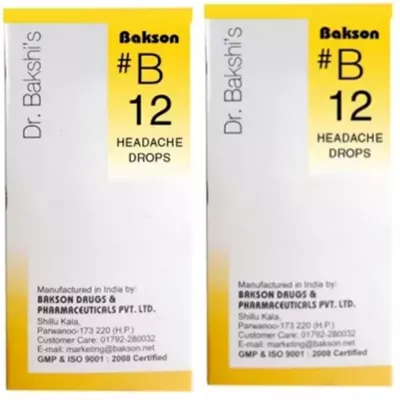 Dr. Bakshi's
Bakson
#B
12
HEADACHE
DROPS
Manufactured in India by:
BAKSON DRUGS &
PHARMACEUTICALS PVT. LTD.
Shillu Kala,
Parwanoo-173 220 (H.P.)
Customer Care: 01792-280032
E-mail: marketing@bakson.net
GMP & ISO 9001 : 2008 Certified
Dr. Bakshi's
Bakson
#B
12
HEADACHE
DROPS
Manufactured in India by:
BAKSON DRUGS &
PHARMACEUTICALS PVT. LTD.
Shillu Kala,
Parwanoo-173 220 (H.P.)
Customer Care: 01792-280032
E-mail: marketing@bakson.net
GMP & ISO 9001 : 2008 Certified